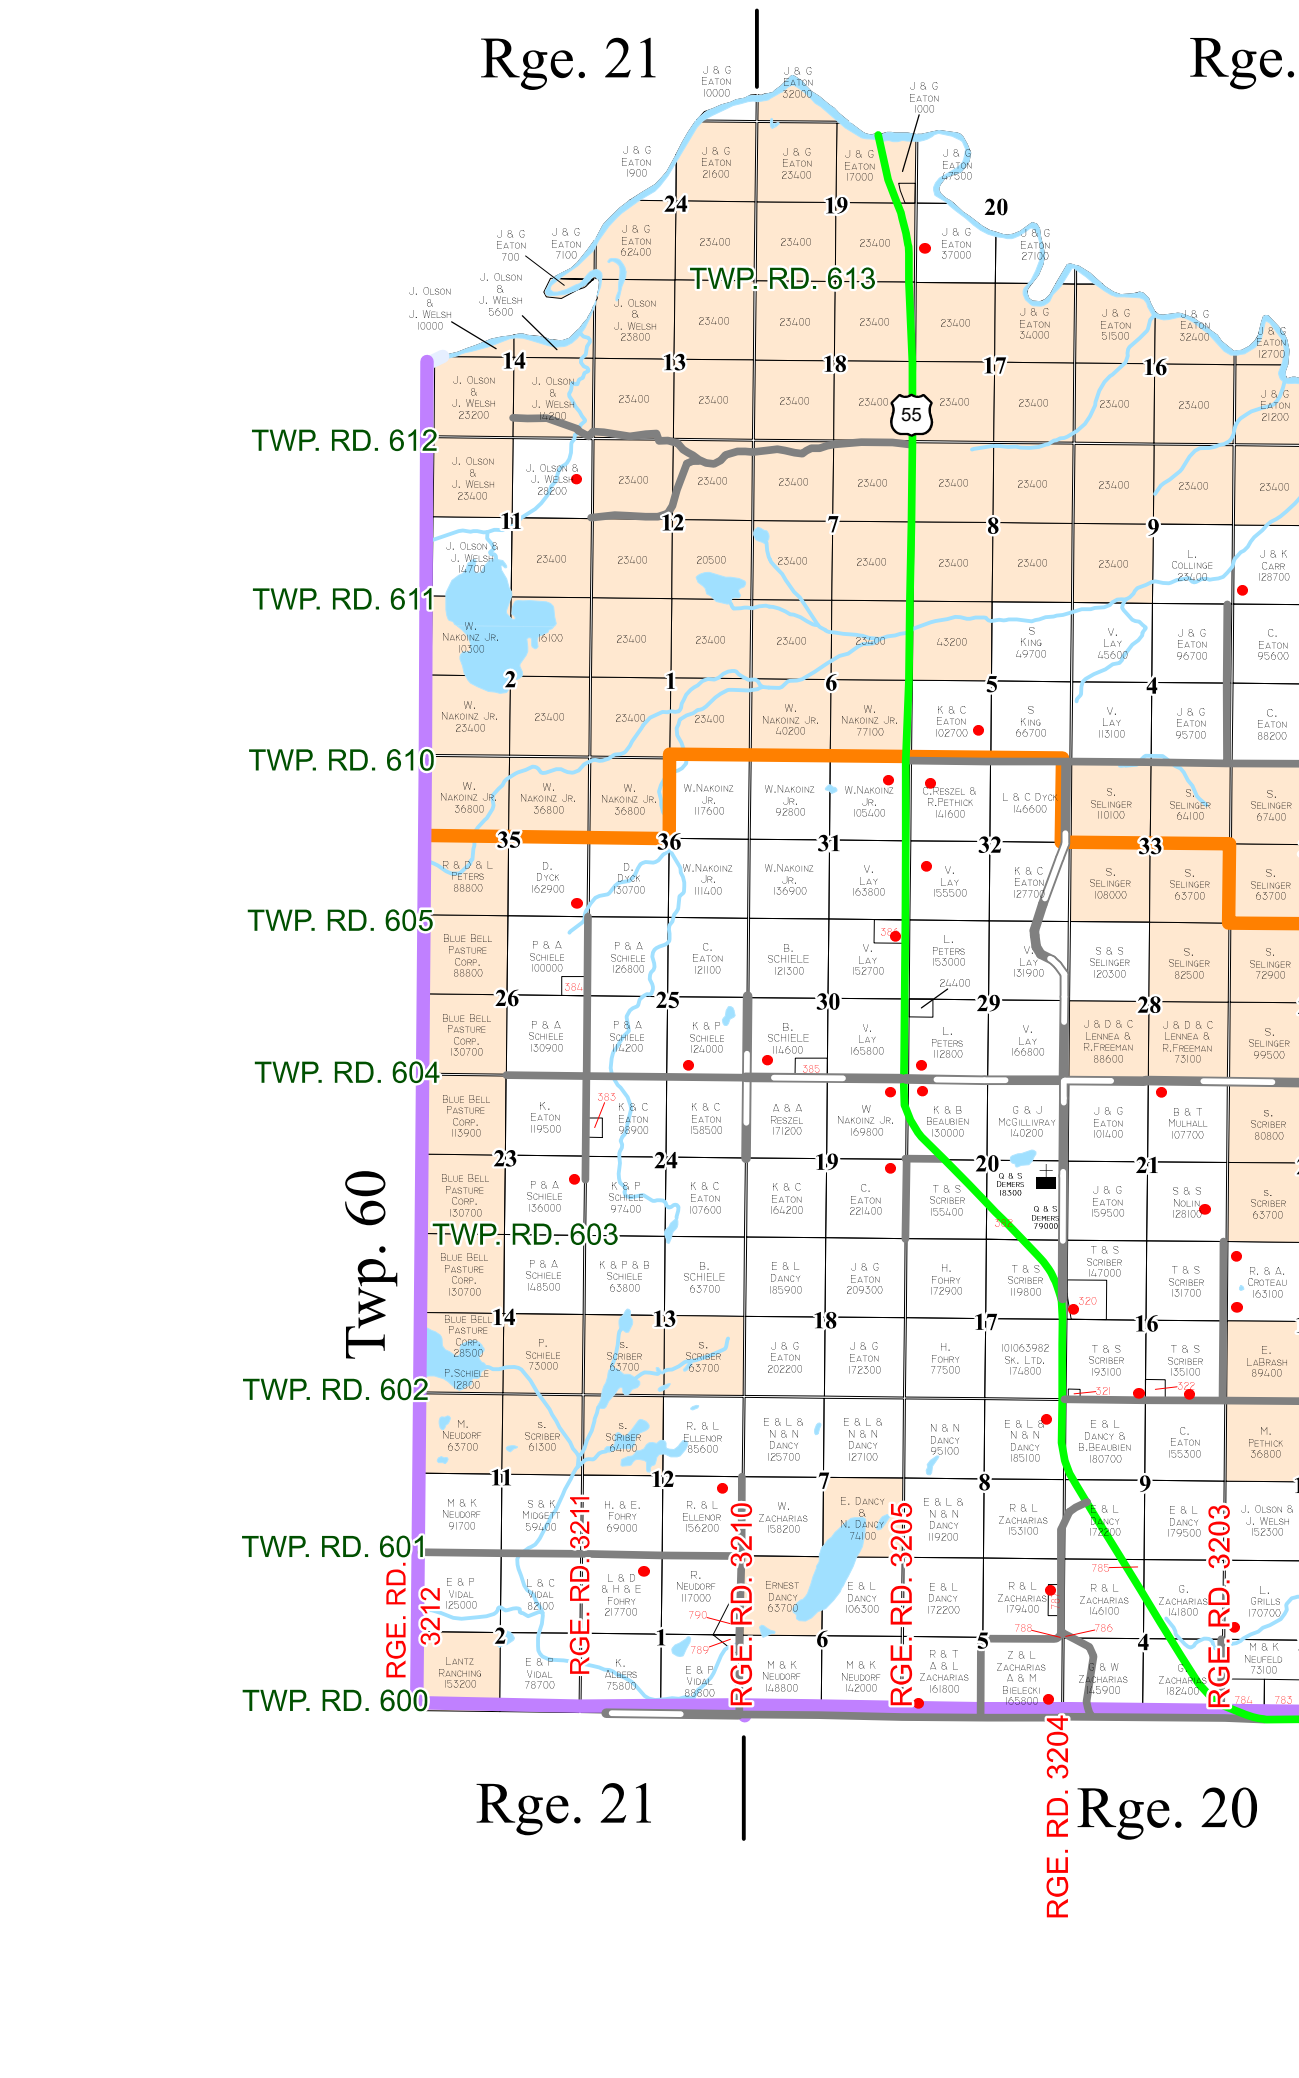 Rge. 21
Rge.
J & G
EATON
10000
J & G
EATON
32000
J & G
EATON
1000
J & G
EATON
1900
J & G
EATON
21600
J & G
EATON
23400
J & G
EATON
17000
J & G
EATON
47500
24
19
20
J & G
EATON
700
J & G
EATON
7100
J & G
EATON
62400
23400
23400
23400
J & G
EATON
37000
J & G
EATON
27100
TWP. RD. 613
J. OLSON
&
J. WELSH
10000
J. OLSON
&
J. WELSH
5600
J. OLSON
&
J. WELSH
23800
23400
23400
23400
23400
J & G
EATON
34000
J & G
EATON
51500
J & G
EATON
32400
J & G
EATON
12700
14
13
18
17
16
J. OLSON
&
J. WELSH
23200
J. OLSON
&
J. WELSH
14200
23400
23400
23400
23400
55
23400
23400
23400
23400
J & G
EATON
21200
TWP. RD. 612
J. OLSON
&
J. WELSH
23400
J. OLSON &
J. WELSH
28200
23400
23400
23400
23400
23400
23400
23400
23400
23400
11
12
7
8
9
J. OLSON &
J. WELSH
14700
23400
23400
20500
23400
23400
23400
23400
23400
L.
COLLINGE
23400
J & K
CARR
128700
TWP. RD. 611
W.
NAKOINZ JR.
10300
16100
23400
23400
23400
23400
43200
S
KING
49700
V.
LAY
45600
J & G
EATON
96700
C.
EATON
95600
2
1
6
5
4
W.
NAKOINZ JR.
23400
23400
23400
23400
W.
NAKOINZ JR.
40200
W.
NAKOINZ JR.
77100
K & C
EATON
102700
S
KING
66700
V.
LAY
113100
J & G
EATON
95700
C.
EATON
88200
TWP. RD. 610
W.
NAKOINZ JR.
36800
W.
NAKOINZ JR.
36800
W.
NAKOINZ JR.
36800
W.NAKOINZ
JR.
117600
W.NAKOINZ
JR.
92800
W.NAKOINZ
JR.
105400
C.RESZEL &
R.PETHICK
141600
L & C DYCK
146600
S.
SELINGER
110100
S.
SELINGER
64100
S.
SELINGER
67400
35
36
31
32
33
R & D & L
PETERS
88800
D.
DYCK
162900
D.
DYCK
130700
W.NAKOINZ
JR.
111400
W.NAKOINZ
JR.
136900
V.
LAY
163800
V.
LAY
155500
K & C
EATON
127700
S.
SELINGER
108000
S.
SELINGER
63700
S.
SELINGER
63700
TWP. RD. 605
BLUE BELL
PASTURE
CORP.
88800
P & A
SCHIELE
100000
384
P & A
SCHIELE
126800
C.
EATON
121100
B.
SCHIELE
121300
V.
LAY
152700
L.
PETERS
153000
24400
V.
LAY
131900
S & S
SELINGER
120300
S.
SELINGER
82500
S.
SELINGER
72900
26
25
30
29
28
BLUE BELL
PASTURE
CORP.
130700
P & A
SCHIELE
130900
P & A
SCHIELE
114200
K & P
SCHIELE
124000
B.
SCHIELE
114600
385
V.
LAY
165800
L.
PETERS
112800
V.
LAY
166800
J & D & C
LENNEA &
R.FREEMAN
88600
J & D & C
LENNEA &
R.FREEMAN
73100
S.
SELINGER
99500
TWP. RD. 604
BLUE BELL
PASTURE
CORP.
113900
K.
EATON
119500
383
K & C
EATON
98900
K & C
EATON
158500
A & A
RESZEL
171200
W
NAKOINZ JR.
169800
K & B
BEAUBIEN
130000
G & J
MCGILLIVRAY
140200
J & G
EATON
101400
B & T
MULHALL
107700
S.
SCRIBER
80800
23
24
19
20
21
BLUE BELL
PASTURE
CORP.
130700
P & A
SCHIELE
136000
K & P
SCHIELE
97400
K & C
EATON
107600
K & C
EATON
164200
C.
EATON
221400
T & S
SCRIBER
155400
Q & S
DEMERS
18300
Q & S
DEMERS
79000
J & G
EATON
159500
S & S
NOLIN
128100
S.
SCRIBER
63700
Twp. 60
TWP. RD. 603
BLUE BELL
PASTURE
CORP.
130700
P & A
SCHIELE
148500
K & P & B
SCHIELE
63800
B.
SCHIELE
63700
E & L
DANCY
185900
J & G
EATON
209300
H.
FOHRY
172900
T & S
SCRIBER
119800
T & S
SCRIBER
147000
320
T & S
SCRIBER
131700
R. & A.
CROTEAU
163100
14
13
18
17
16
BLUE BELL
PASTURE
CORP.
28500
P.SCHIELE
12800
P.
SCHIELE
73000
S.
SCRIBER
63700
S.
SCRIBER
63700
J & G
EATON
202200
J & G
EATON
172300
H.
FOHRY
77500
101063982
SK. LTD.
174800
T & S
SCRIBER
193100
321
T & S
SCRIBER
135100
322
E.
LABRASH
89400
TWP. RD. 602
M.
NEUDORF
63700
S.
SCRIBER
61300
S.
SCRIBER
64100
R. & L
ELLENOR
85600
E & L &
N & N
DANCY
125700
E & L &
N & N
DANCY
127100
N & N
DANCY
95100
E & L &
N & N
DANCY
185100
E & L
DANCY &
B.BEAUBIEN
180700
C.
EATON
155300
M.
PETHICK
36800
11
12
7
8
9
M & K
NEUDORF
91700
S & K
MIDGETT
59400
H. & E.
FOHRY
69000
R. & L
ELLENOR
156200
W.
ZACHARIAS
158200
E. DANCY
&
N. DANCY
74100
E & L &
N & N
DANCY
119200
R & L
ZACHARIAS
153100
E & L
DANCY
172200
E & L
DANCY
179500
J. OLSON &
J. WELSH
152300
TWP. RD. 601
E & P
VIDAL
125000
L & C
VIDAL
82100
L & D
& H & E
FOHRY
217700
R.
NEUDORF
117000
790
789
ERNEST
DANCY
63700
E & L
DANCY
106300
E & L
DANCY
172200
R & L
ZACHARIAS
179400
788
785
R & L
ZACHARIAS
146100
786
G.
ZACHARIAS
141800
L.
GRILLS
170700
2
1
6
5
4
LANTZ
RANCHING
153200
E & P
VIDAL
78700
K.
ALBERS
75800
E & P
VIDAL
88800
M & K
NEUDORF
148800
M & K
NEUDORF
142000
R & T
A & L
ZACHARIAS
161800
Z & L
ZACHARIAS
A & M
BIELECKI
165800
G & W
ZACHARIAS
145900
G.
ZACHARIAS
182400
M & K
NEUFELD
73100
784
783
TWP. RD. 600
RGE. RD.
3212
RGE. RD. 3211
RGE. RD. 3210
RGE. RD. 3205
RGE. RD. 3204
RGE. RD. 3203
Rge. 21
Rge. 20